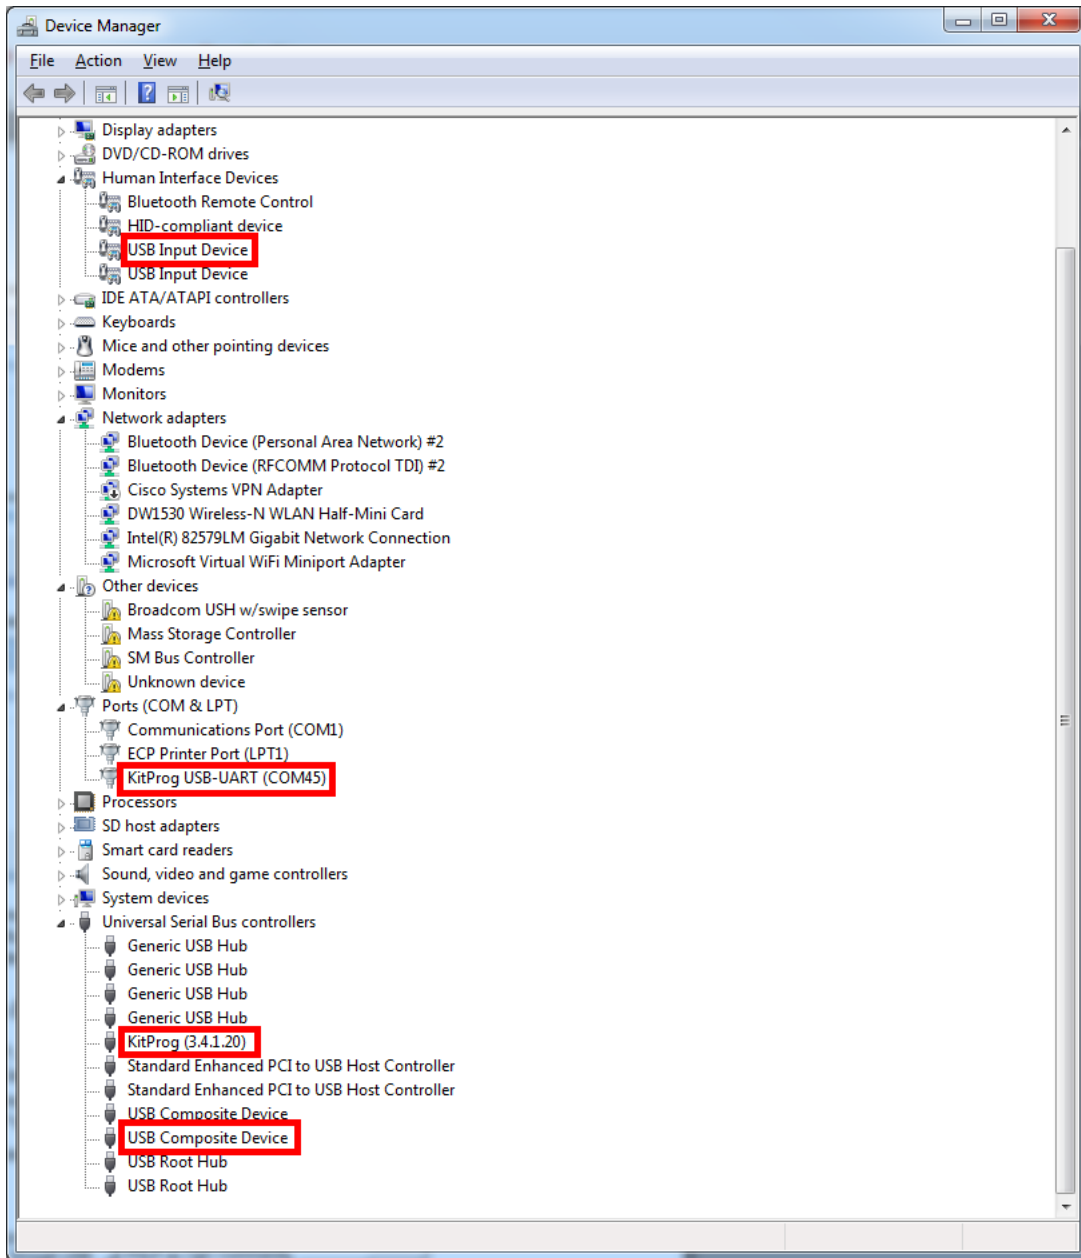 Device Manager
File Action View Help
Display adapters
DVD/CD-ROM drives
Human Interface Devices
Bluetooth Remote Control
HID-compliant device
USB Input Device
USB Input Device
IDE ATA/ATAPI controllers
Keyboards
Mice and other pointing devices
Modems
Monitors
Network adapters
Bluetooth Device (Personal Area Network) #2
Bluetooth Device (RFCOMM Protocol TDI) #2
Cisco Systems VPN Adapter
DW1530 Wireless-N WLAN Half-Mini Card
Intel(R) 82579LM Gigabit Network Connection
Microsoft Virtual WiFi Miniport Adapter
Other devices
Broadcom USH w/swipe sensor
Mass Storage Controller
SM Bus Controller
Unknown device
Ports (COM & LPT)
Communications Port (COM1)
ECP Printer Port (LPT1)
KitProg USB-UART (COM45)
Processors
SD host adapters
Smart card readers
Sound, video and game controllers
System devices
Universal Serial Bus controllers
Generic USB Hub
Generic USB Hub
Generic USB Hub
Generic USB Hub
KitProg (3.4.1.20)
Standard Enhanced PCI to USB Host Controller
Standard Enhanced PCI to USB Host Controller
USB Composite Device
USB Composite Device
USB Root Hub
USB Root Hub